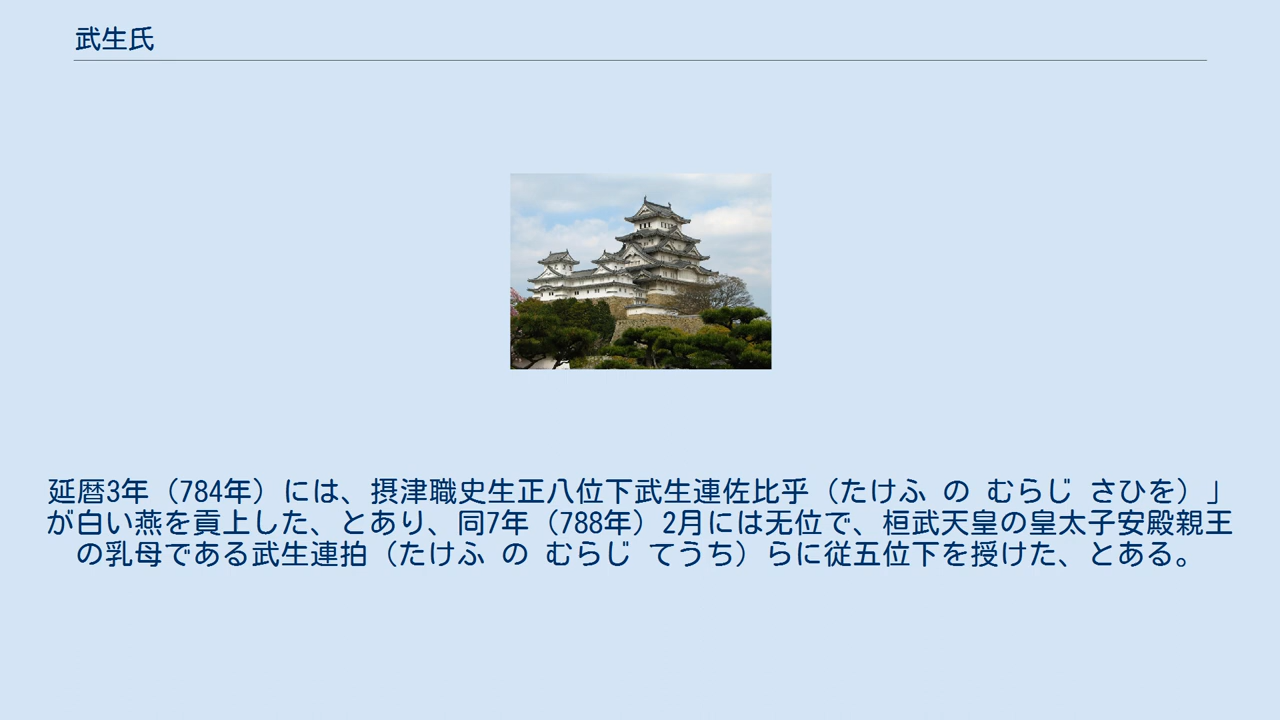 武生氏
延暦3年（784年）には、摂津職史生正八位下武生連佐比乎（たけふ の むらじ さひを）」
が白い燕を貢上した、とあり、同7年（788年）2月には无位で、桓武天皇の皇太子安殿親王
の乳母である武生連拍（たけふ の むらじ てうち）らに従五位下を授けた、とある。